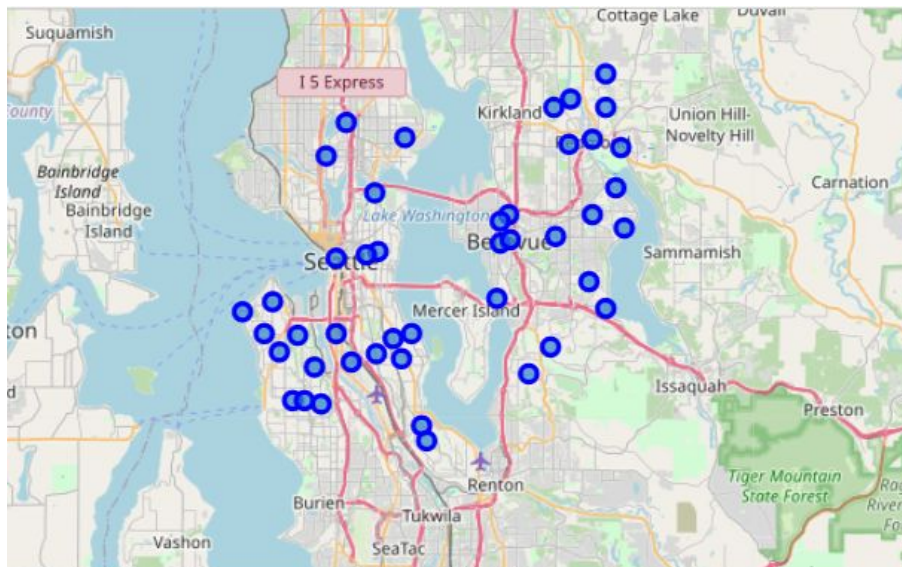 Cottage Lake
Duvall
Suquamish
I 5 Express
County
Kirkland
Union Hill-
Novelty Hill
Bainbridge
Island
Bainbridge
Island
Carnation
Lake Washington
Sammamish
Seattle
Mercer Island
ton
Issaquah
d
Preston
Renton
Tiger Mountain
State Forest
Burien
Tukwila
Vashon
SeaTac